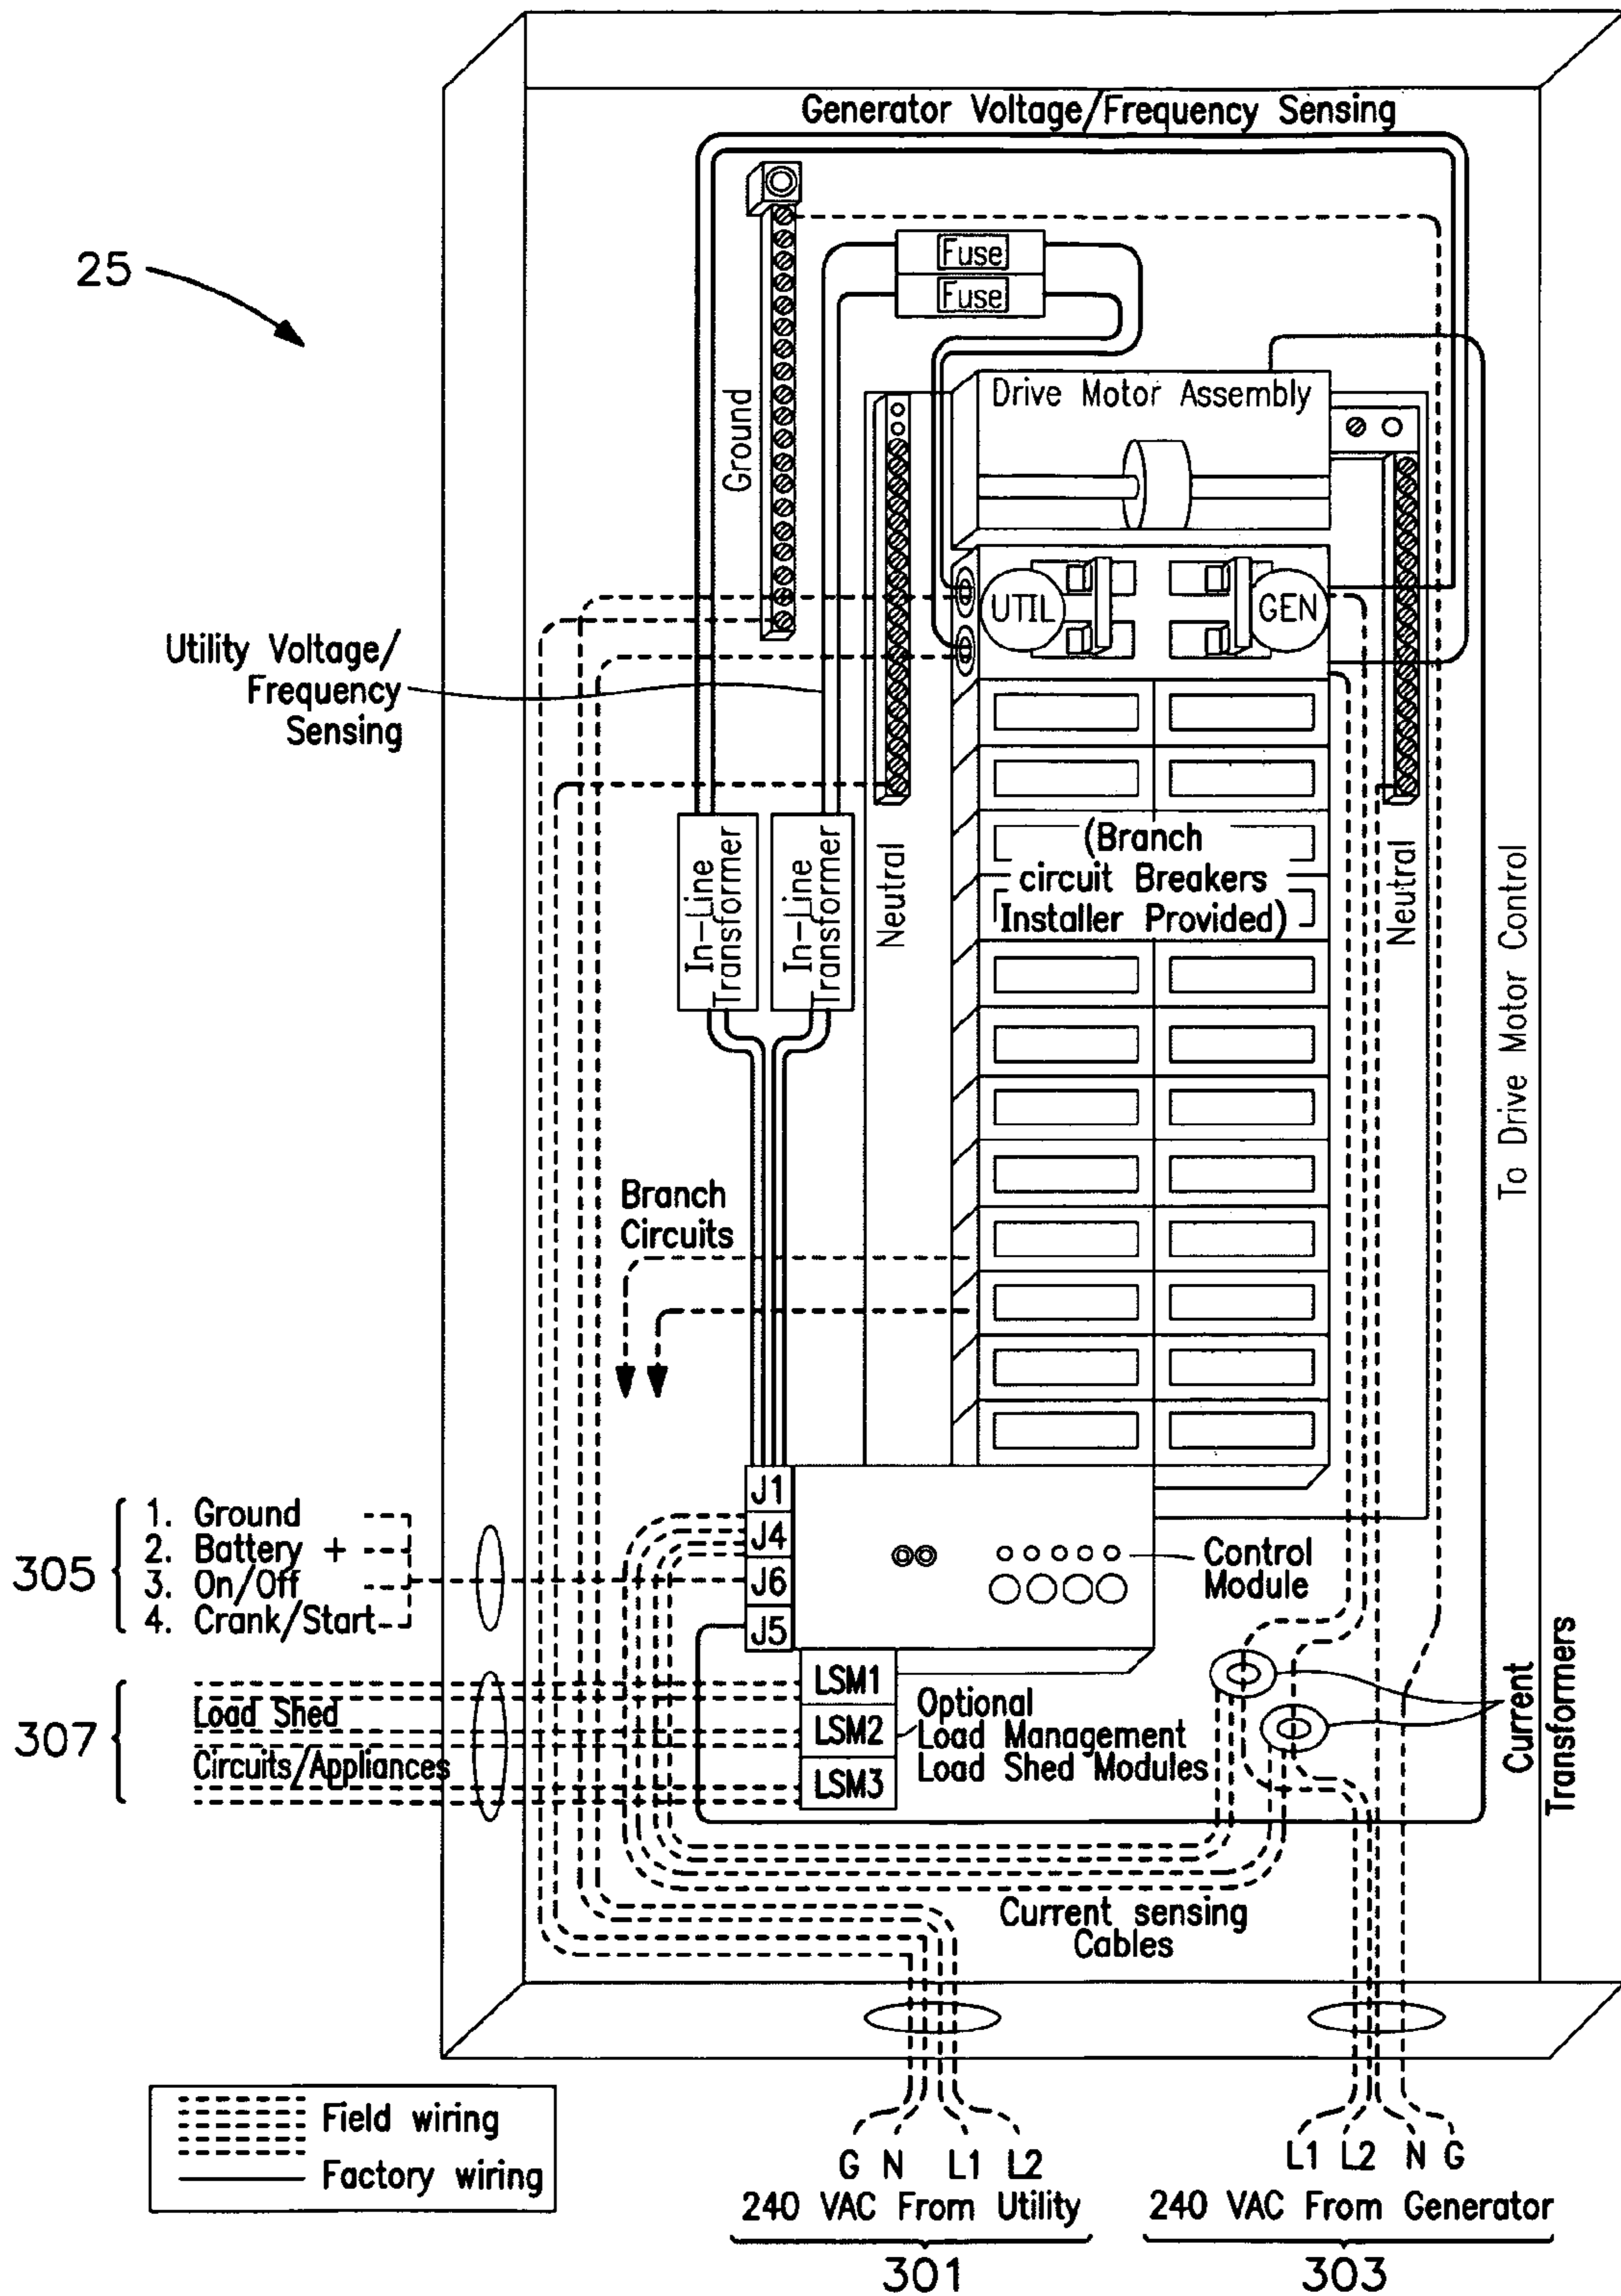 Generator Voltage/Frequency Sensing
25
Fuse
Fuse
Drive Motor Assembly
Ground
UTIL
GEN
Utility Voltage/
Frequency
Sensing
In-Line
Transformer
In-Line
Transformer
Neutral
(Branch
circuit Breakers
Installer Provided)
Neutral
To Drive Motor Control
Branch
Circuits
J1
J4
J6
J5
305
1. Ground
2. Battery +
3. On/Off
4. Crank/Start
Control
Module
307
Load Shed
Circuits/Appliances
LSM1
LSM2
LSM3
Optional
Load Management
Load Shed Modules
Current
Transformers
Current sensing
Cables
Field wiring
Factory wiring
G N L1 L2
240 VAC From Utility
301
L1 L2 N G
240 VAC From Generator
303